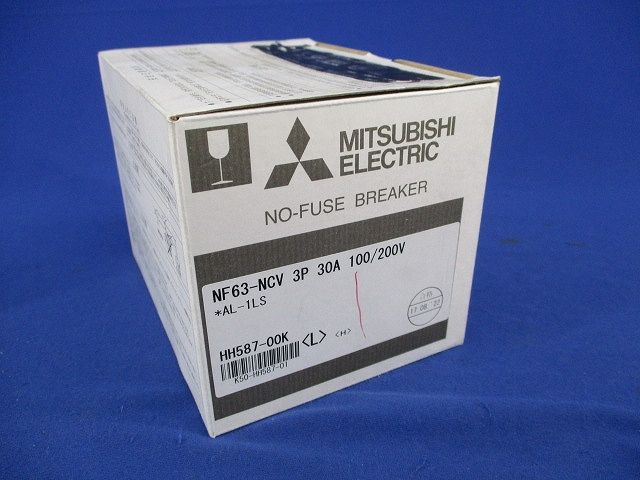 MITSUBISHI
ELECTRIC
NO-FUSE BREAKER
NF63-NCV 3P 30A 100/200V
*AL-1LS
HH587-00K <L> <H>
K50-HH587-01